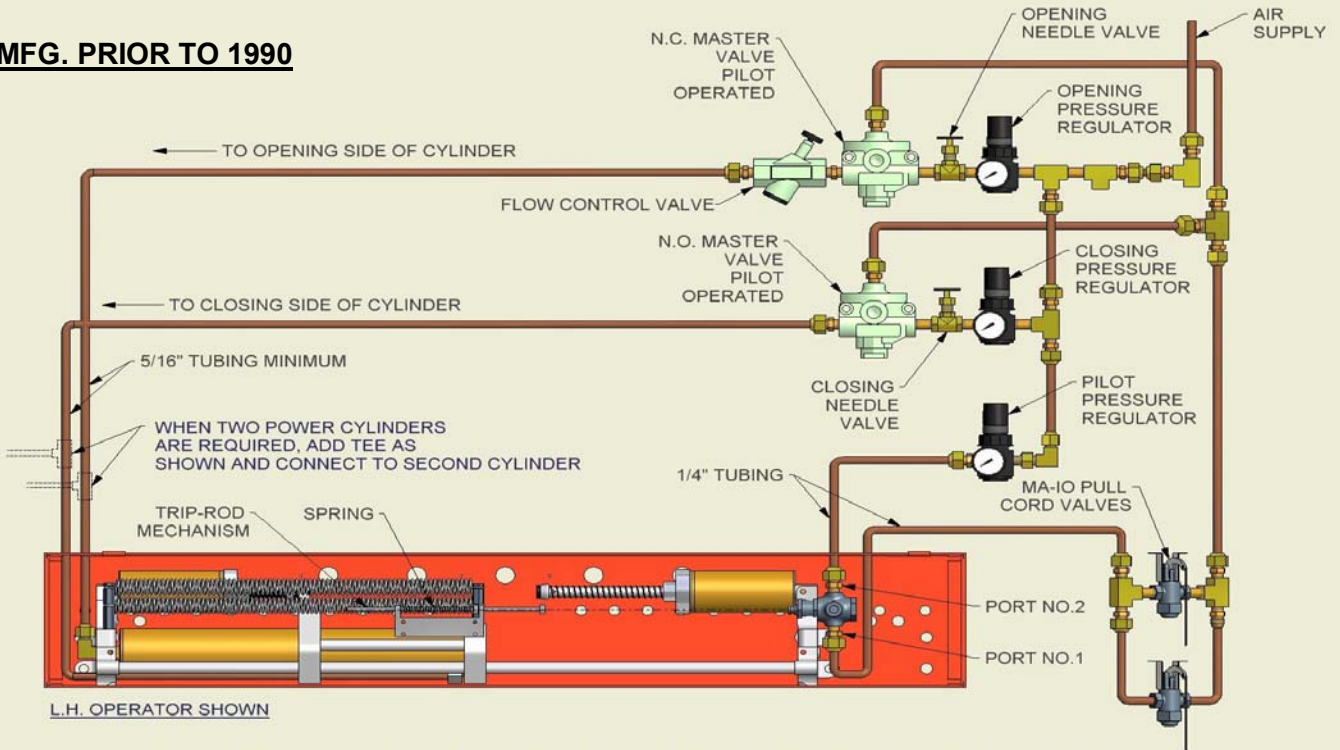 MFG. PRIOR TO 1990
N.C. MASTER
VALVE
PILOT
OPERATED
OPENING
NEEDLE VALVE
AIR
SUPPLY
OPENING
PRESSURE
REGULATOR
TO OPENING SIDE OF CYLINDER
FLOW CONTROL VALVE
N.O. MASTER
VALVE
PILOT
OPERATED
CLOSING
PRESSURE
REGULATOR
TO CLOSING SIDE OF CYLINDER
5/16" TUBING MINIMUM
CLOSING
NEEDLE
VALVE
PILOT
PRESSURE
REGULATOR
WHEN TWO POWER CYLINDERS
ARE REQUIRED, ADD TEE AS
SHOWN AND CONNECT TO SECOND CYLINDER
1/4" TUBING
MA-IO PULL
CORD VALVES
TRIP-ROD
MECHANISM
SPRING
PORT NO.2
PORT NO.1
L.H. OPERATOR SHOWN